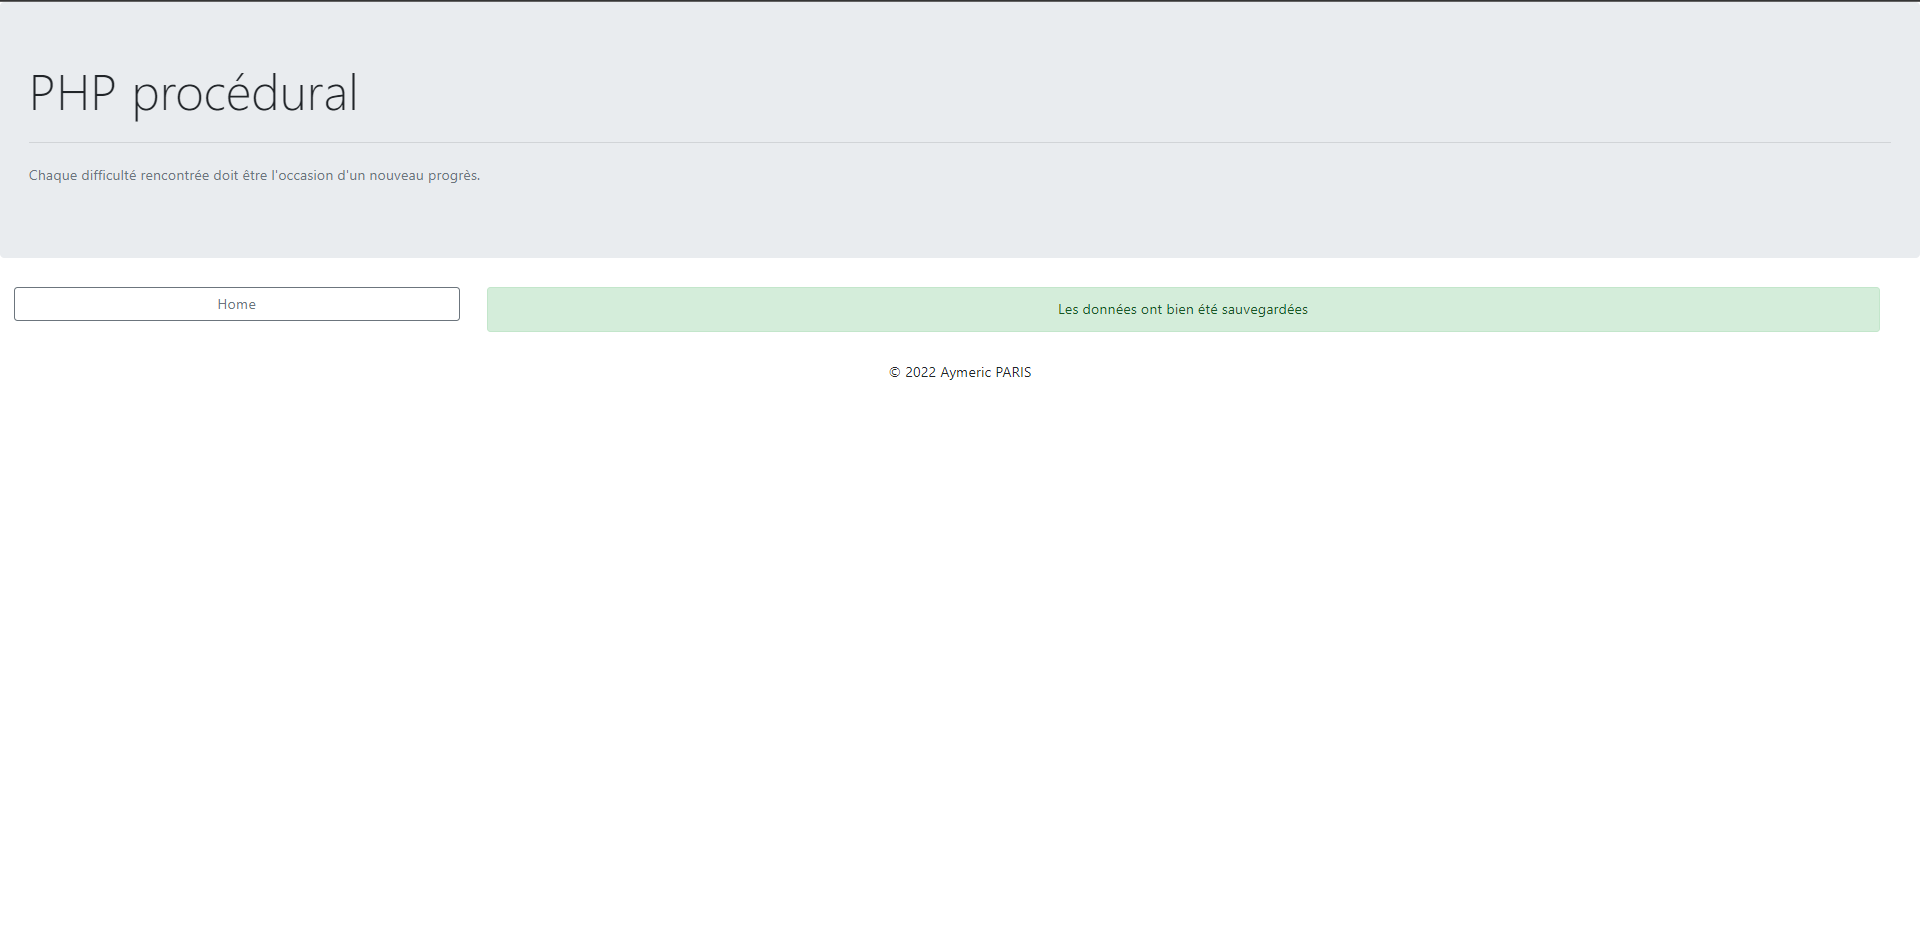 PHP procédural
Chaque difficulté rencontrée doit être l'occasion d'un nouveau progrès.
Home
Les données ont bien été sauvegardées
© 2022 Aymeric PARIS